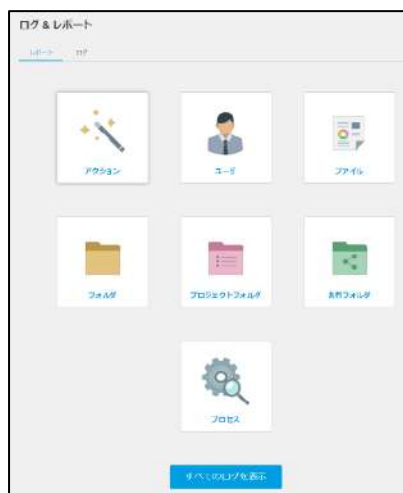 ログ & レポート
レポート ログ
アクション
ユーザ
ファイル
フォルダ
プロジェクトフォルダ
共有フォルダ
プロセス
すべてのログを表示